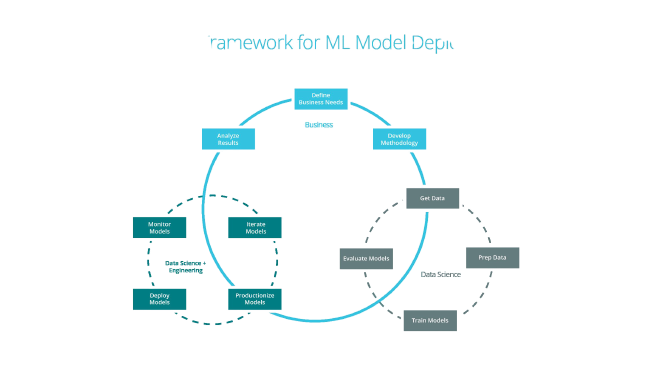 ramework for ML Model
Define
Business Needs
Business
Analyze
Results
Develop
Methodology
Get Data
Monitor
Models
Iterate
Models
Evaluate Models
Prep Data
Data Science +
Engineering
Data Science
Deploy
Models
Productionize
Models
Train Models